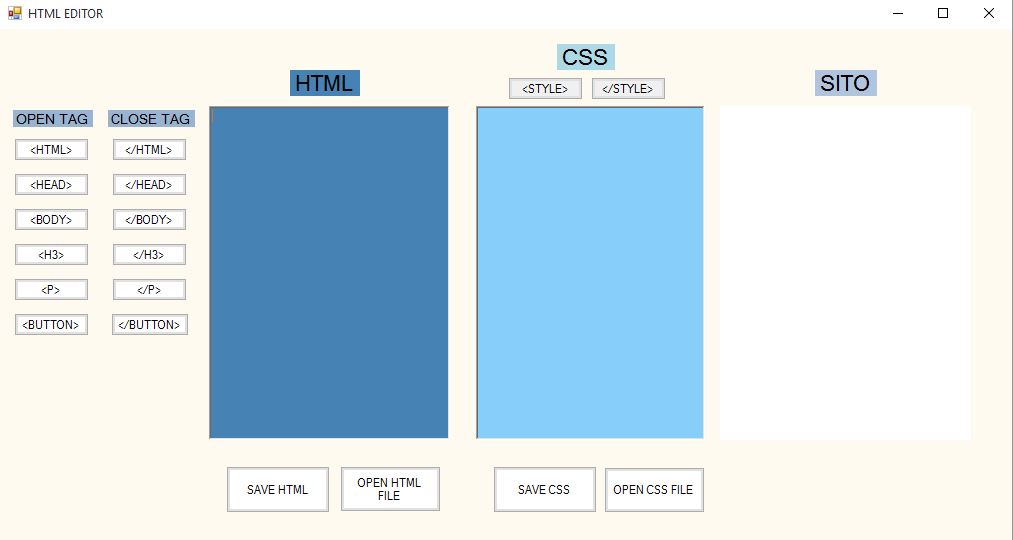 HTML EDITOR
CSS
HTML
SITO
<STYLE> </STYLE>
OPEN TAG CLOSE TAG
<HTML> </HTML>
<HEAD> </HEAD>
<BODY> </BODY>
<H3> </H3>
<P> </P>
<BUTTON> </BUTTON>
SAVE HTML
OPEN HTML
FILE
SAVE CSS
OPEN CSS FILE